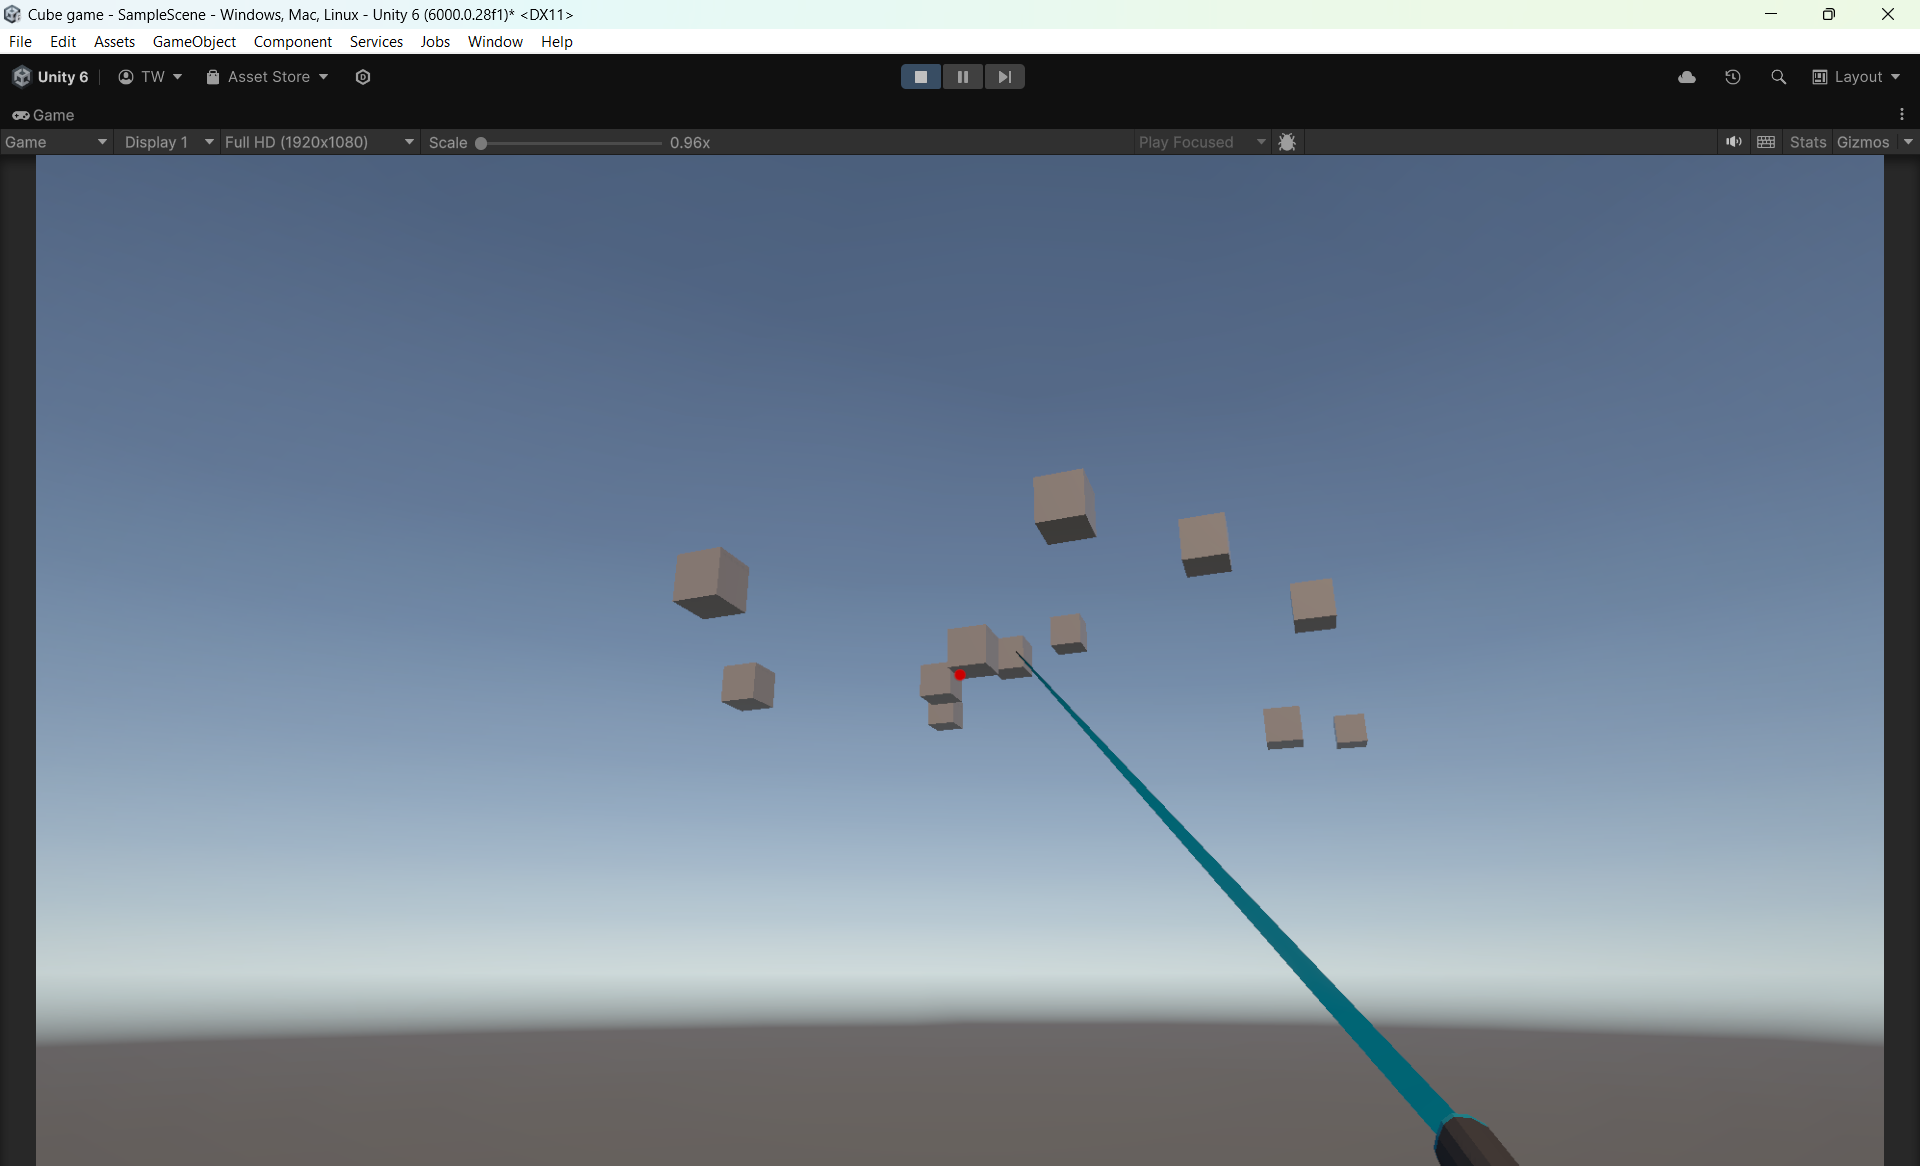 Cube game - SampleScene - Windows, Mac, Linux - Unity 6 (6000.0.28f1)* <DX11>
File Edit Assets GameObject Component Services Jobs Window Help
Unity 6 TW Asset Store Layout
Game
Game Display 1 Full HD (1920x1080) Scale 0.96x Play Focused Stats Gizmos